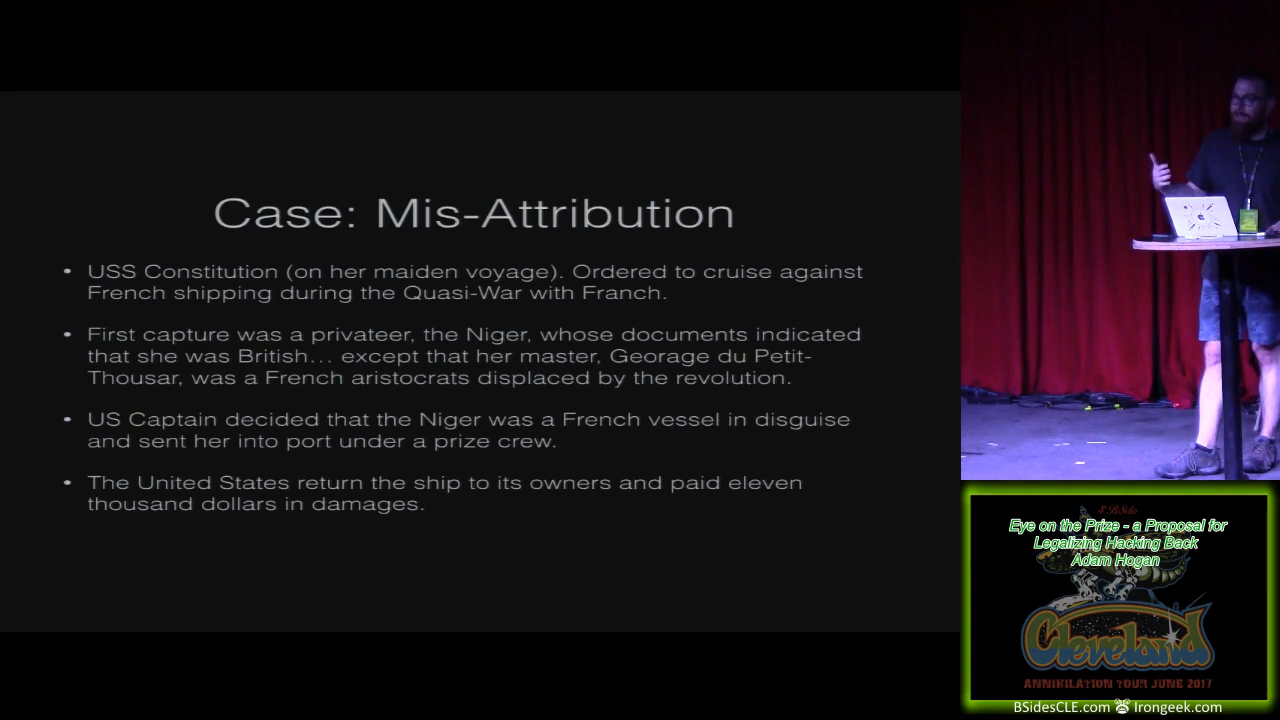 Case: Mis-Attribution
• USS Constitution (on her maiden voyage). Ordered to cruise against
French shipping during the Quasi-War with Franch.
• First capture was a privateer, the Niger, whose documents indicated
that she was British... except that her master, Georage du Petit-
Thousar, was a French aristocrats displaced by the revolution.
• US Captain decided that the Niger was a French vessel in disguise
and sent her into port under a prize crew.
• The United States return the ship to its owners and paid eleven
thousand dollars in damages.
Eye on the Prize - a Proposal for
Legalizing Hacking Back
Adam Hogan
Cleveland
ANNIHILATION TOUR JUNE 2017
BSidesCLE.com Irongeek.com